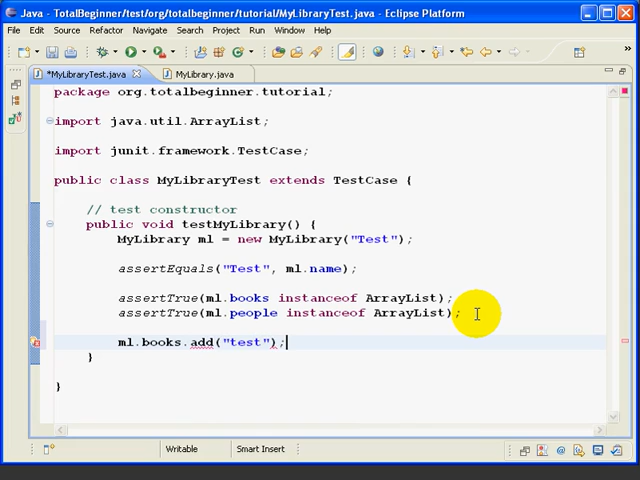 Java - TotalBeginner/test/org/totalbeginner/tutorial/MyLibraryTest.java - Eclipse Platform
File Edit Source Refactor Navigate Search Project Run Window Help
*MyLibraryTest.java MyLibrary.java
package org.totalbeginner.tutorial;
import java.util.ArrayList;
import junit.framework.TestCase;
public class MyLibraryTest extends TestCase {
// test constructor
public void testMyLibrary() {
MyLibrary ml = new MyLibrary("Test");
assertEquals("Test", ml.name);
assertTrue(ml.books instanceof ArrayList);
assertTrue(ml.people instanceof ArrayList);
ml.books.add("test");
}
}
Writable Smart Insert